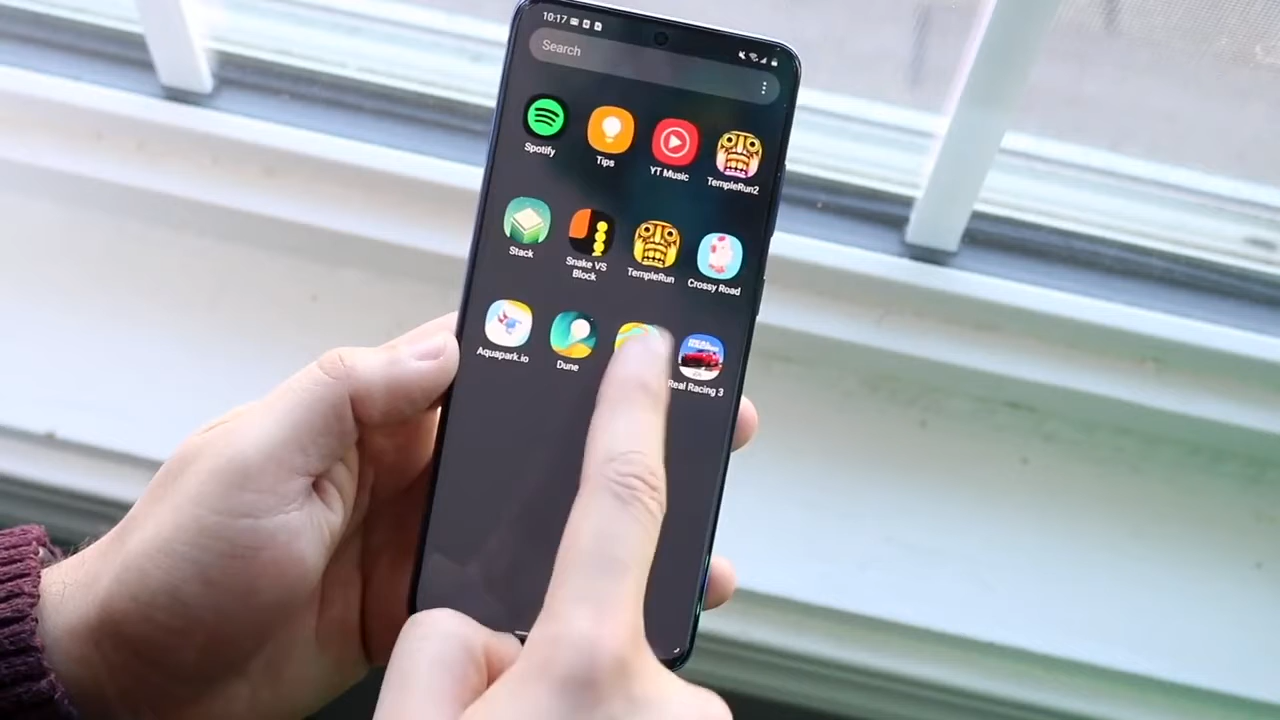 10:17
Search
Spotify
Tips
YT Music
TempleRun2
Stack
Snake VS
Block
TempleRun
Crossy Road
Aquapark.io
Dune
Real Racing 3